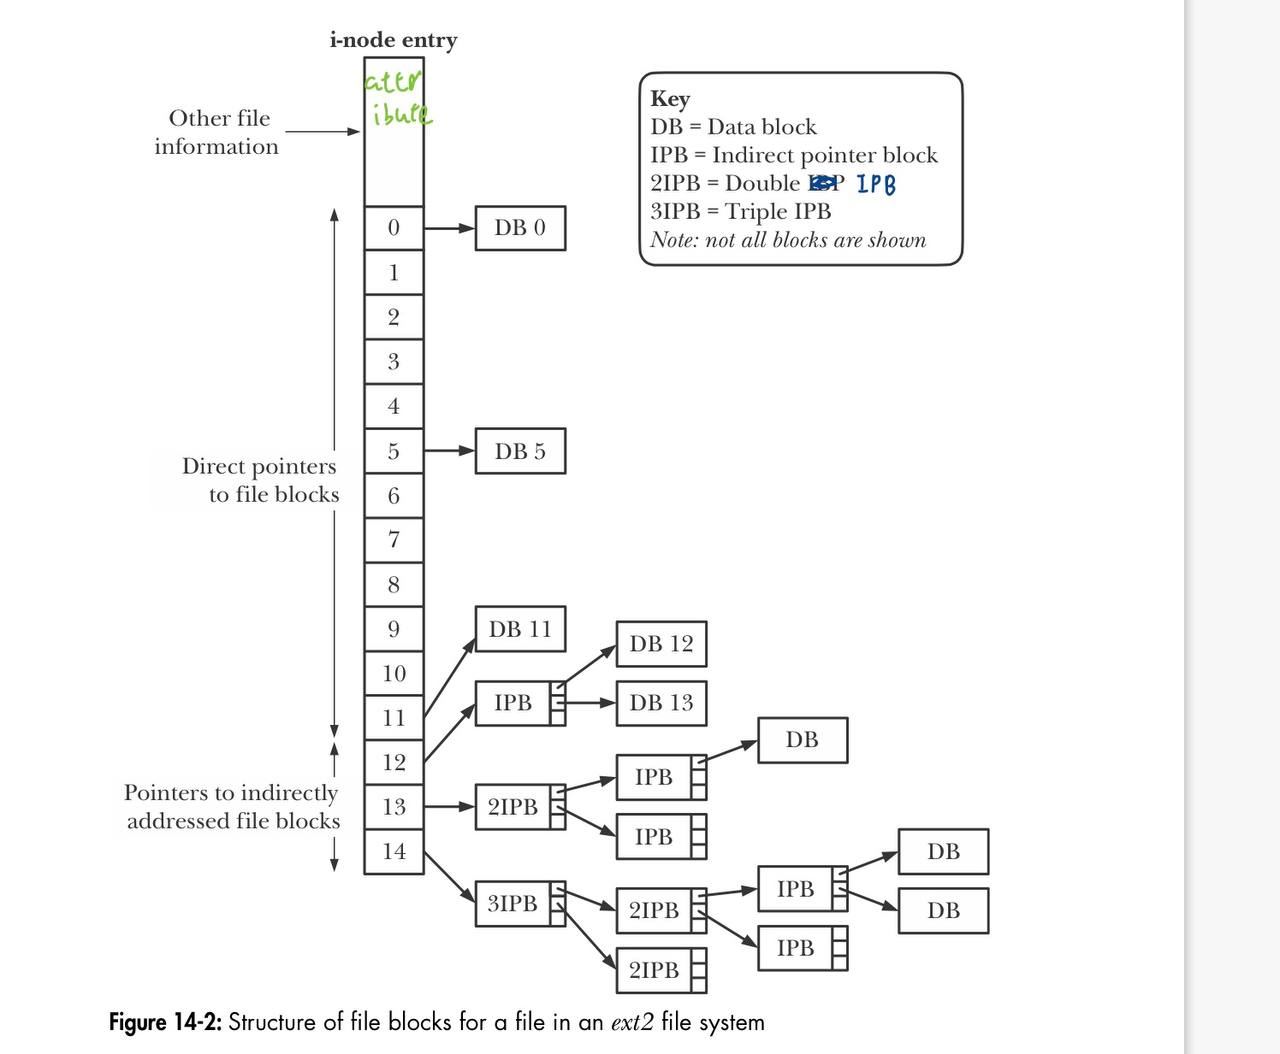 i-node entry
attr
ibute
Other file
information
Key
DB = Data block
IPB = Indirect pointer block
2IPB = Double IPB
3IPB = Triple IPB
Note: not all blocks are shown
0
DB 0
1
2
3
4
5
DB 5
Direct pointers
to file blocks
6
7
8
9
DB 11
DB 12
10
IPB
DB 13
11
12
DB
IPB
Pointers to indirectly
addressed file blocks
13
2IPB
IPB
14
DB
3IPB
2IPB
IPB
DB
IPB
2IPB
Figure 14-2: Structure of file blocks for a file in an ext2 file system